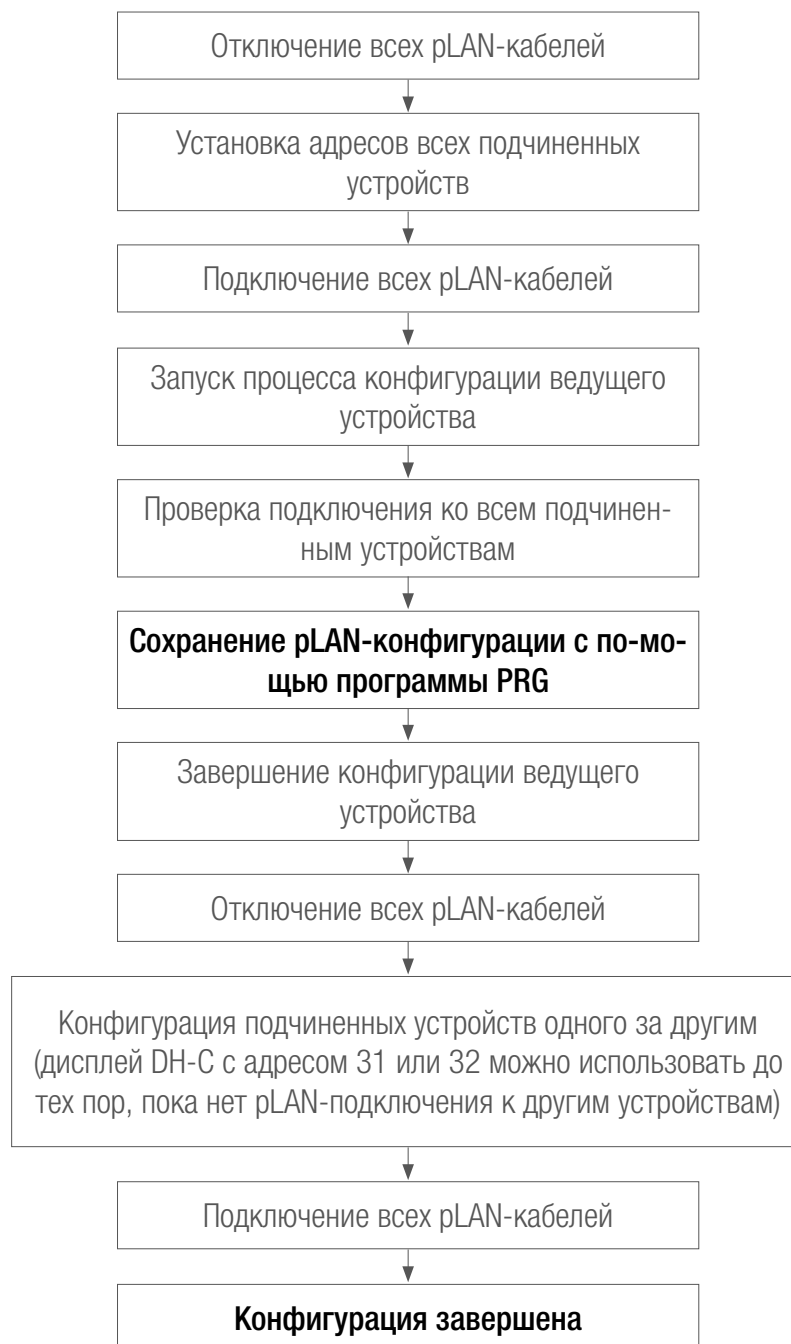 Отключение всех pLAN-кабелей
Установка адресов всех подчиненных
устройств
Подключение всех pLAN-кабелей
Запуск процесса конфигурации ведущего
устройства
Проверка подключения ко всем подчинен-
ным устройствам
Сохранение pLAN-конфигурации с по-мо-
щью программы PRG
Завершение конфигурации ведущего
устройства
Отключение всех pLAN-кабелей
Конфигурация подчиненных устройств одного за другим
(дисплей DH-C с адресом 31 или 32 можно использовать до
тех пор, пока нет pLAN-подключения к другим устройствам)
Подключение всех pLAN-кабелей
Конфигурация завершена